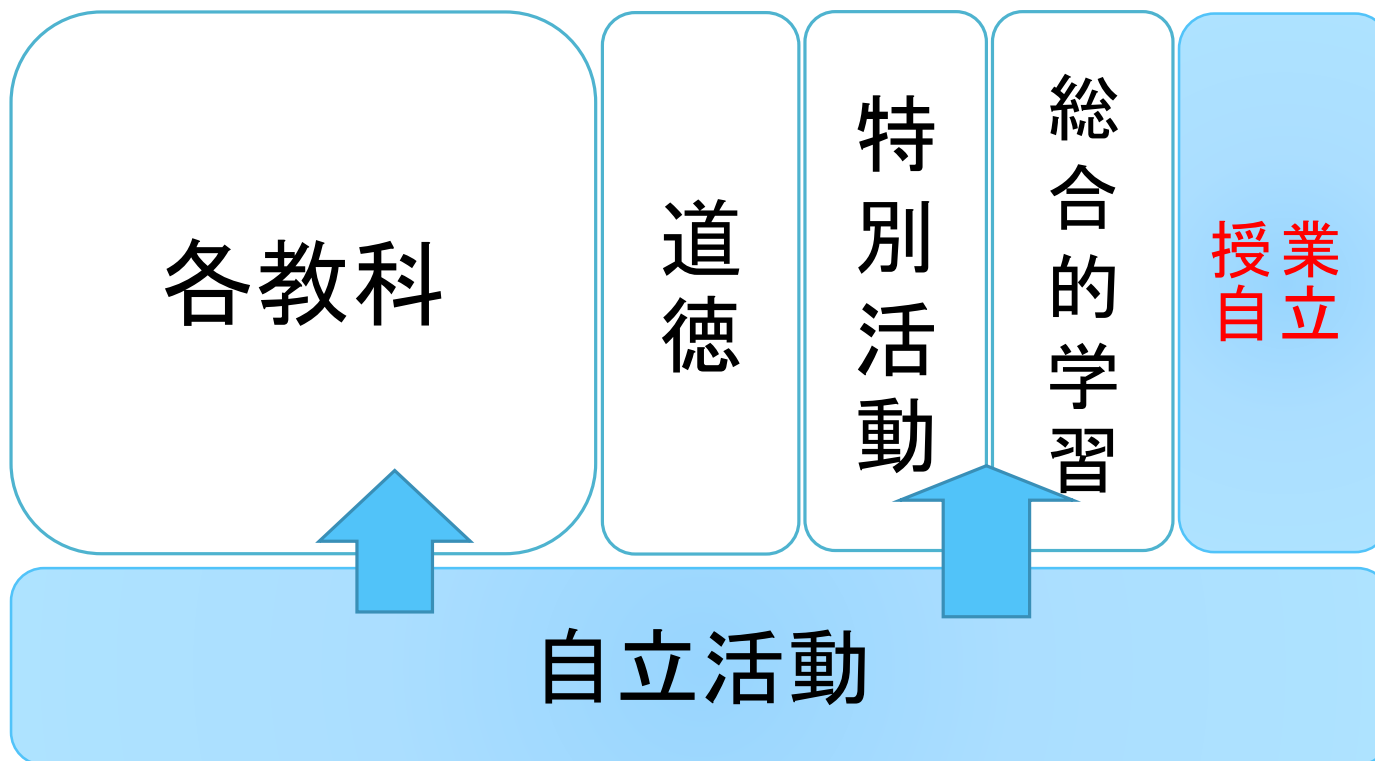 各教科
道徳
特別活動
総合的学習
授業
自立
自立活動